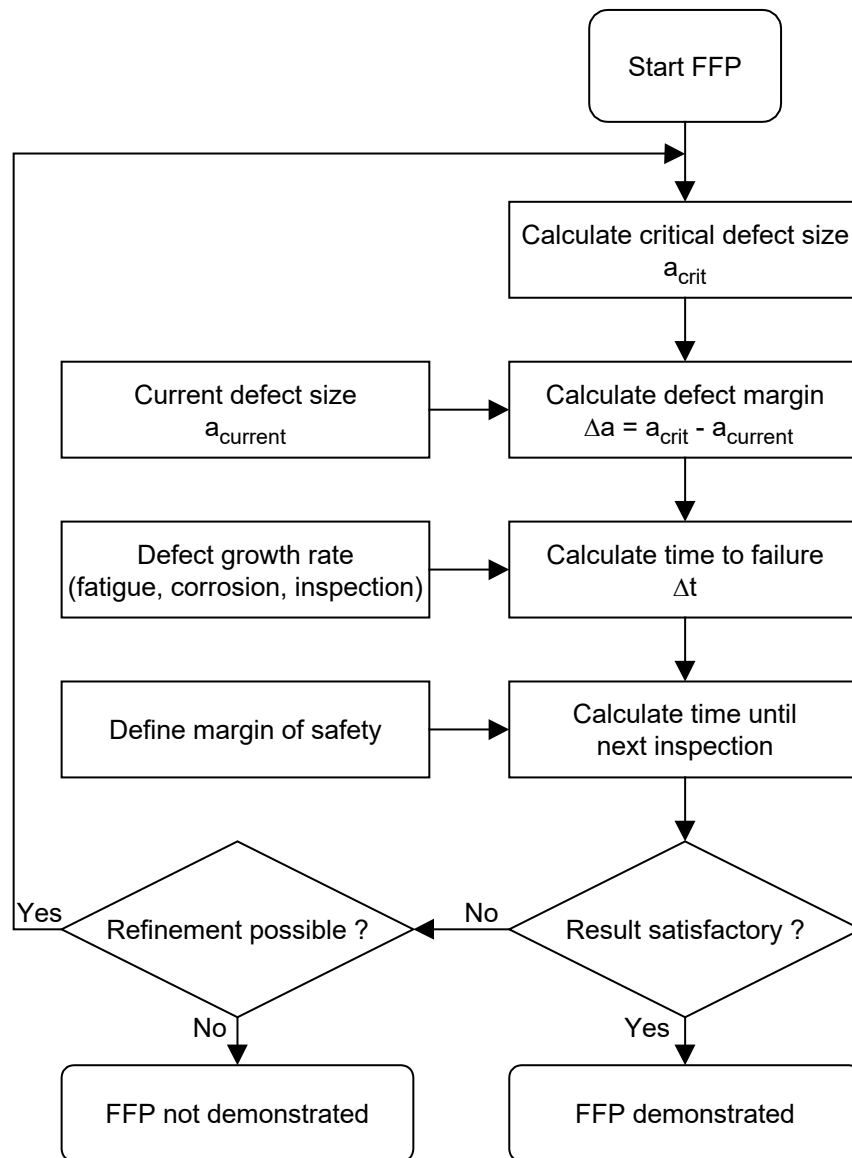 Start FFP
Calculate critical defect size
a_crit
Current defect size
a_current
Calculate defect margin
Δa = a_crit - a_current
Defect growth rate
(fatigue, corrosion, inspection)
Calculate time to failure
Δt
Define margin of safety
Calculate time until
next inspection
Yes
Refinement possible ?
No
Result satisfactory ?
No
Yes
FFP not demonstrated
FFP demonstrated